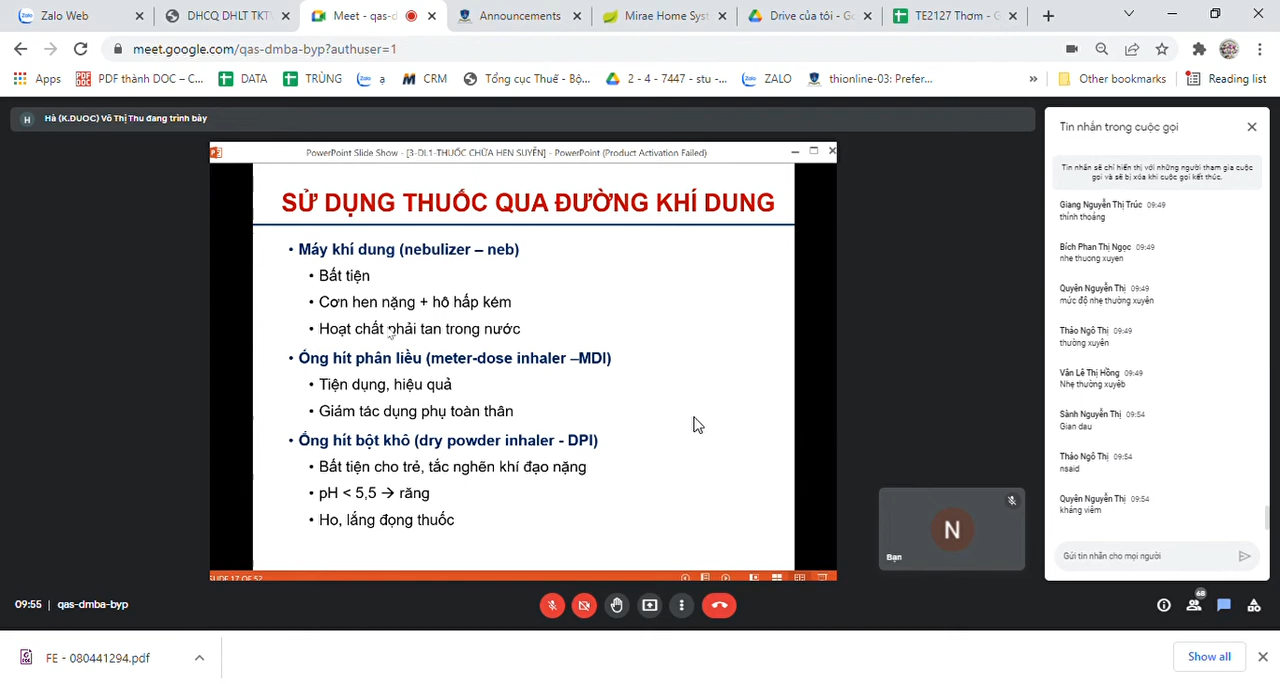 Zalo Web
DHCQ DHLT TKTV
Meet - qas-d
Announcements
Mirae Home Sys
Drive của tôi - Go
TE2127 Thơm - G
meet.google.com/qas-dmba-byp?authuser=1
Apps
PDF thành DOC – C...
DATA
TRÙNG
ạ
CRM
Tổng cục Thuế - Bộ...
2 - 4 - 7447 - stu -...
ZALO
thionline-03: Prefer...
»
Other bookmarks
Reading list
H
Hà (K.DUOC) Võ Thị Thu đang trình bày
PowerPoint Slide Show - [3-DL1-THUỐC CHỮA HEN SUYỄN] - PowerPoint (Product Activation Failed)
SỬ DỤNG THUỐC QUA ĐƯỜNG KHÍ DUNG
• Máy khí dung (nebulizer – neb)
• Bất tiện
• Cơn hen nặng + hô hấp kém
• Hoạt chất phải tan trong nước
• Ống hít phân liều (meter-dose inhaler –MDI)
• Tiện dụng, hiệu quả
• Giảm tác dụng phụ toàn thân
• Ống hít bột khô (dry powder inhaler - DPI)
• Bất tiện cho trẻ, tắc nghẽn khí đạo nặng
• pH < 5,5 → răng
• Ho, lắng đọng thuốc
SLIDE 17 OF 52
N
Bạn
Tin nhắn trong cuộc gọi
Tin nhắn sẽ chỉ hiển thị với những người tham gia cuộc
gọi và sẽ bị xóa khi cuộc gọi kết thúc.
Giang Nguyễn Thị Trúc 09:49
thỉnh thoảng
Bích Phan Thị Ngọc 09:49
nhe thuong xuyen
Quyên Nguyễn Thị 09:49
mức độ nhẹ thường xuyên
Thảo Ngô Thị 09:49
thường xuyên
Vân Lê Thị Hồng 09:49
Nhẹ thường xuyêb
Sành Nguyễn Thị 09:54
Gian dau
Thảo Ngô Thị 09:54
nsaid
Quyên Nguyễn Thị 09:54
kháng viêm
Gửi tin nhắn cho mọi người
09:55 | qas-dmba-byp
68
FE - 080441294.pdf
Show all